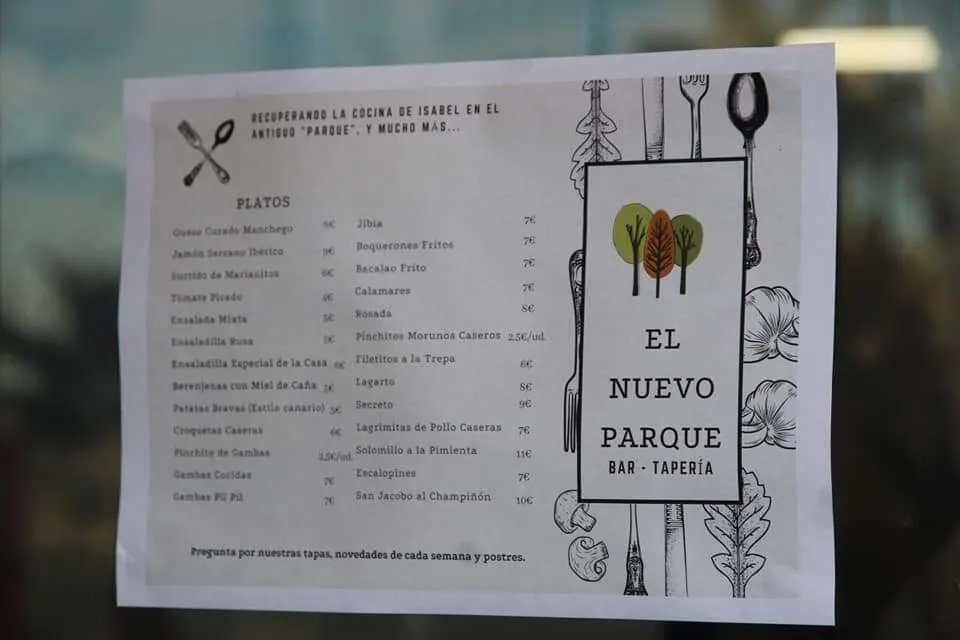 RECUPERANDO LA COCINA DE ISABEL EN EL
ANTIGUO "PARQUE". Y MUCHO MÁS...
PLATOS
Queso Curado Manchego
Jamón Serrano Ibérico 9€
Surtido de Marianitos 6€
Tomate Picado
Ensalada Mixta 5€
Ensaladilla Rusa 5€
Ensaladilla Especial de la Casa 6€
Berenjenas con Miel de Caña 5€
Patatas Bravas (Estilo canario) 5€
Croquetas Caseras 6€
Pinchito de Gambas 2,5€/ud.
Gambas Cocidas 7€
Gambas Pil Pil 7€
Jibia 7€
Boquerones Fritos 7€
Bacalao Frito 7€
Calamares 7€
Rosada 8€
Pinchitos Morunos Caseros 2,5€/ud.
Filetitos a la Trepa 6€
Lagarto 8€
Secreto 9€
Lagrimitas de Pollo Caseras 7€
Solomillo a la Pimienta 11€
Escalopines 7€
San Jacobo al Champiñón 10€
Pregunta por nuestras tapas, novedades de cada semana y postres.
EL
NUEVO
PARQUE
BAR · TAPERÍA